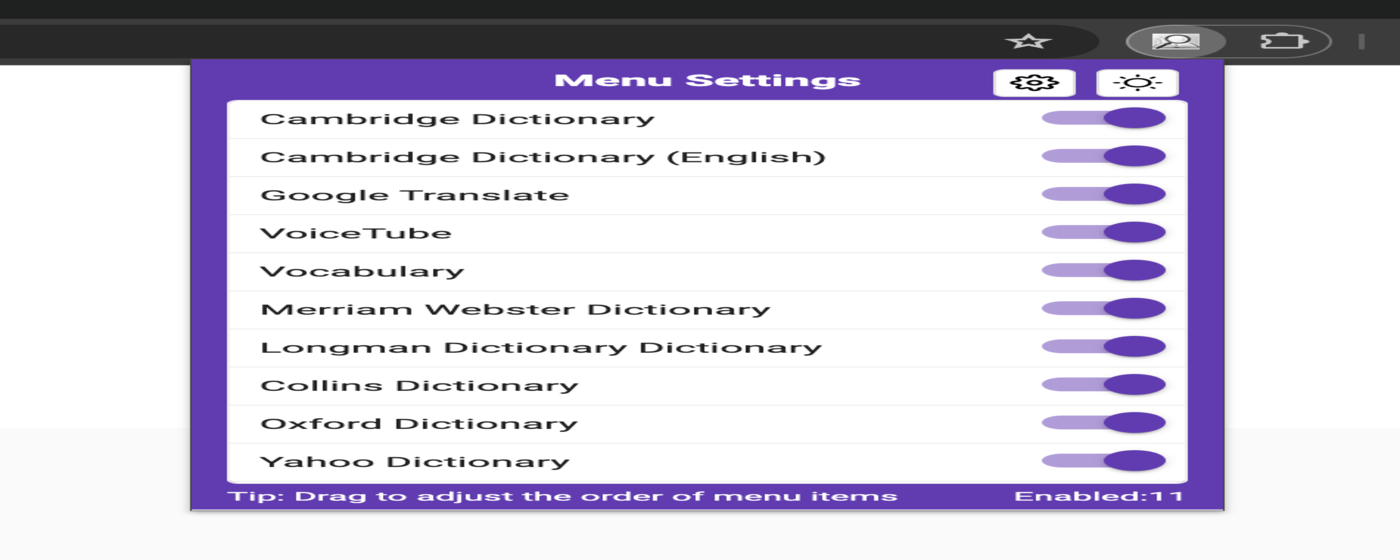 Menu Settings
Cambridge Dictionary
Cambridge Dictionary (English)
Google Translate
VoiceTube
Vocabulary
Merriam Webster Dictionary
Longman Dictionary Dictionary
Collins Dictionary
Oxford Dictionary
Yahoo Dictionary
Tip: Drag to adjust the order of menu items Enabled:11